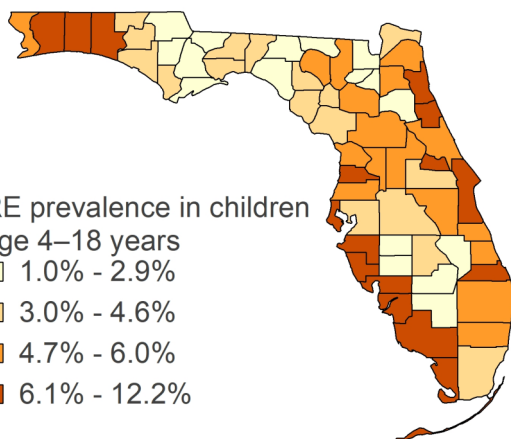 RE prevalence in children
ge 4–18 years
1.0% - 2.9%
3.0% - 4.6%
4.7% - 6.0%
6.1% - 12.2%